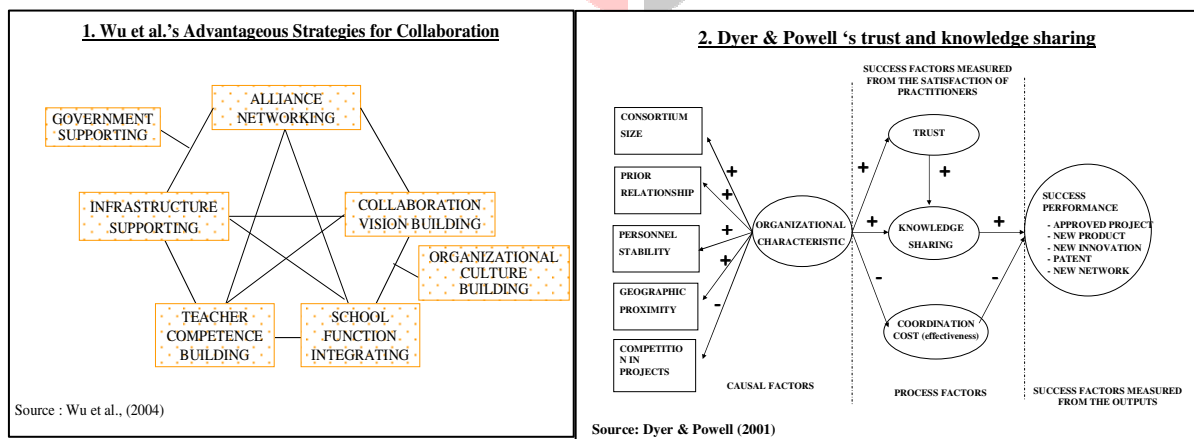 1. Wu et al.'s Advantageous Strategies for Collaboration
ALLIANCE
NETWORKING
GOVERNMENT
SUPPORTING
INFRASTRUCTURE
SUPPORTING
COLLABORATION
VISION BUILDING
ORGANIZATIONAL
CULTURE
BUILDING
TEACHER
COMPETENCE
BUILDING
SCHOOL
FUNCTION
INTEGRATING
Source : Wu et al., (2004)
2. Dyer & Powell ‘s trust and knowledge sharing
SUCCESS FACTORS MEASURED
FROM THE SATISFACTION OF
PRACTITIONERS
CONSORTIUM
SIZE
PRIOR
RELATIONSHIP
PERSONNEL
STABILITY
GEOGRAPHIC
PROXIMITY
COMPETITIO
N IN
PROJECTS
+
+
+
+
-
ORGANIZATIONAL
CHARACTERISTIC
+
+
-
TRUST
+
KNOWLEDGE
SHARING
COORDINATION
COST (effectiveness)
+
-
SUCCESS
PERFORMANCE
- APPROVED PROJECT
- NEW PRODUCT
- NEW INNOVATION
- PATENT
- NEW NETWORK
CAUSAL FACTORS
PROCESS FACTORS
SUCCESS FACTORS MEASURED
FROM THE OUTPUTS
Source: Dyer & Powell (2001)